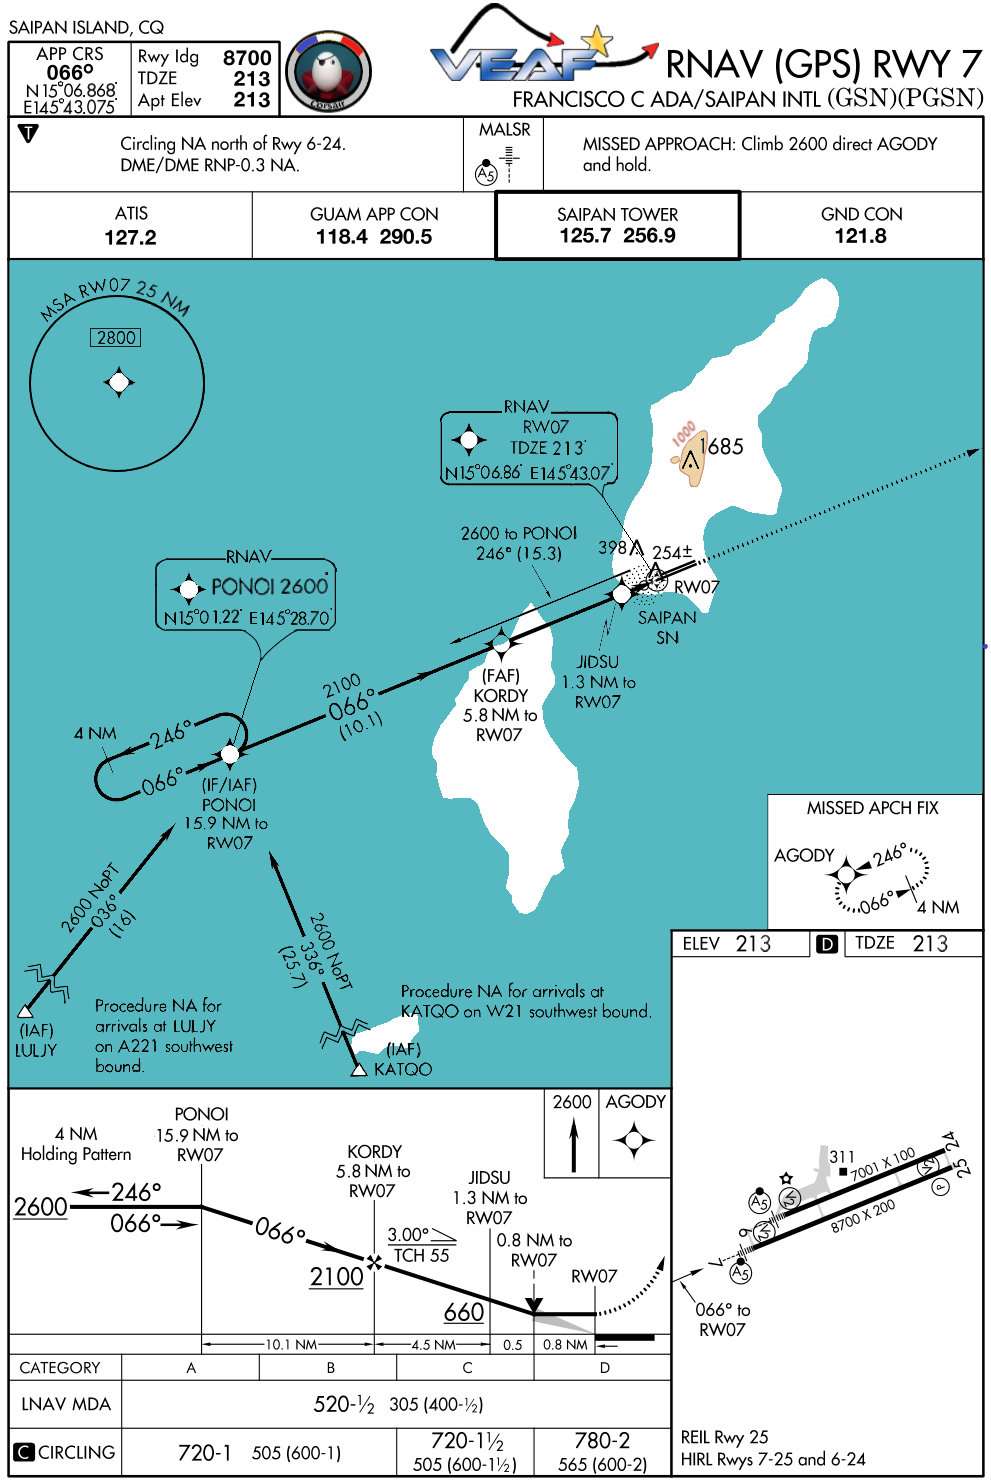 SAIPAN ISLAND, CQ
APP CRS
066°
N15°06.868'
E145°43.075'
Rwy ldg 8700
TDZE 213
Apt Elev 213
Corsair
VEAF
RNAV (GPS) RWY 7
FRANCISCO C ADA/SAIPAN INTL (GSN)(PGSN)
T
Circling NA north of Rwy 6-24.
DME/DME RNP-0.3 NA.
MALSR
A5
MISSED APPROACH: Climb 2600 direct AGODY
and hold.
ATIS
127.2
GUAM APP CON
118.4 290.5
SAIPAN TOWER
125.7 256.9
GND CON
121.8
MSA RW07 25 NM
2800
RNAV
RW07
TDZE 213'
N15°06.86' E145°43.07'
1000
1685
2600 to PONOI
246° (15.3)
398
254±
RW07
SAIPAN
SN
RNAV
PONOI 2600'
N15°01.22' E145°28.70'
JIDSU
1.3 NM to
RW07
(FAF)
KORDY
5.8 NM to
RW07
2100
066°
(10.1)
4 NM
246°
066°
(IF/IAF)
PONOI
15.9 NM to
RW07
MISSED APCH FIX
AGODY
246°
066°
4 NM
2600 NoPT
036°
(16)
2600 NoPT
336°
(25.7)
(IAF)
LULJY
Procedure NA for
arrivals at LULJY
on A221 southwest
bound.
Procedure NA for arrivals at
KATQO on W21 southwest bound.
(IAF)
KATQO
ELEV 213
D
TDZE 213
311
7001 X 100
8700 X 200
24
25
6
7
A5
A5
V5
V5
V4
P
066° to
RW07
REIL Rwy 25
HIRL Rwys 7-25 and 6-24
4 NM
Holding Pattern
PONOI
15.9 NM to
RW07
KORDY
5.8 NM to
RW07
JIDSU
1.3 NM to
RW07
2600
AGODY
2600
246°
066°
066°
2100
3.00°
TCH 55
660
0.8 NM to
RW07
RW07
10.1 NM
4.5 NM
0.5
0.8 NM
CATEGORY A B C D
LNAV MDA 520-½ 305 (400-½)
C CIRCLING 720-1 505 (600-1)
720-1½
505 (600-1½)
780-2
565 (600-2)